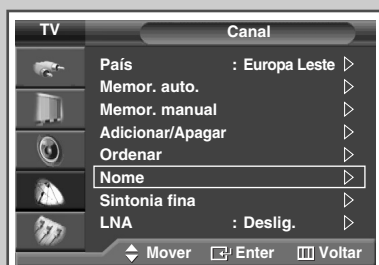 TV
Canal
País : Europa Leste
Memor. auto.
Memor. manual
Adicionar/Apagar
Ordenar
Nome
Sintonia fina
LNA : Deslig.
Mover Enter Voltar